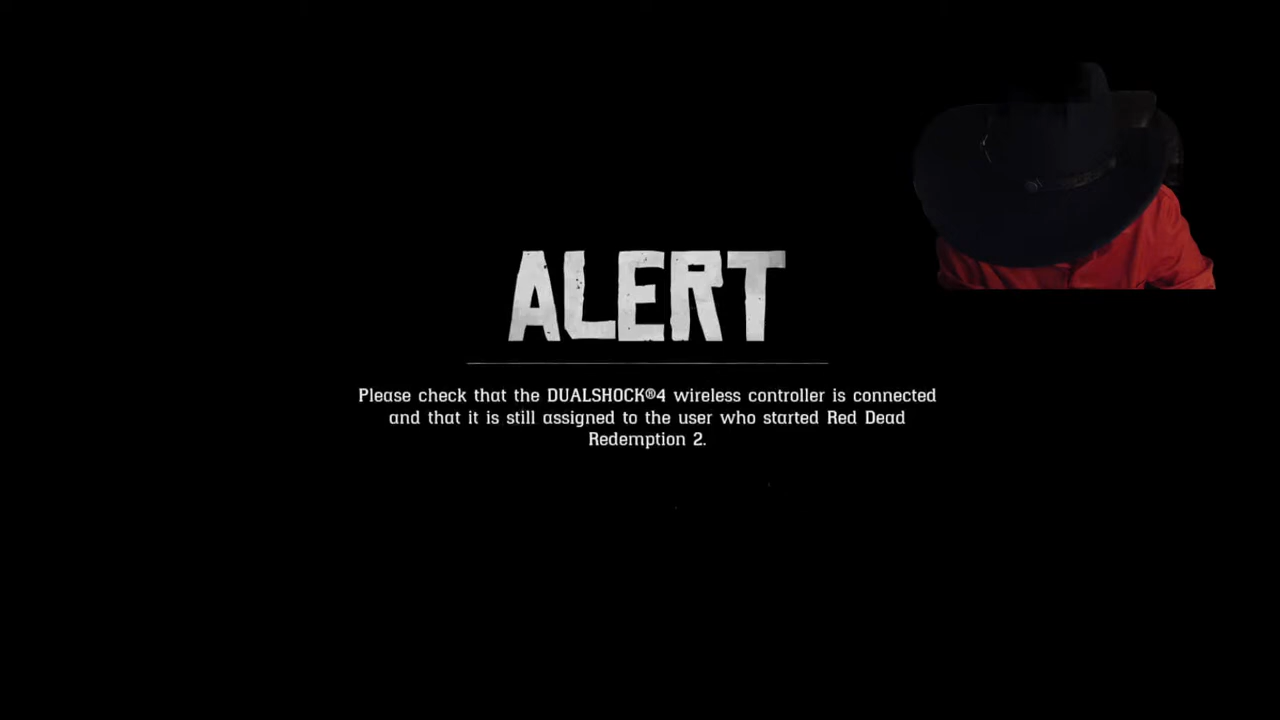 ALERT
Please check that the DUALSHOCK®4 wireless controller is connected
and that it is still assigned to the user who started Red Dead
Redemption 2.